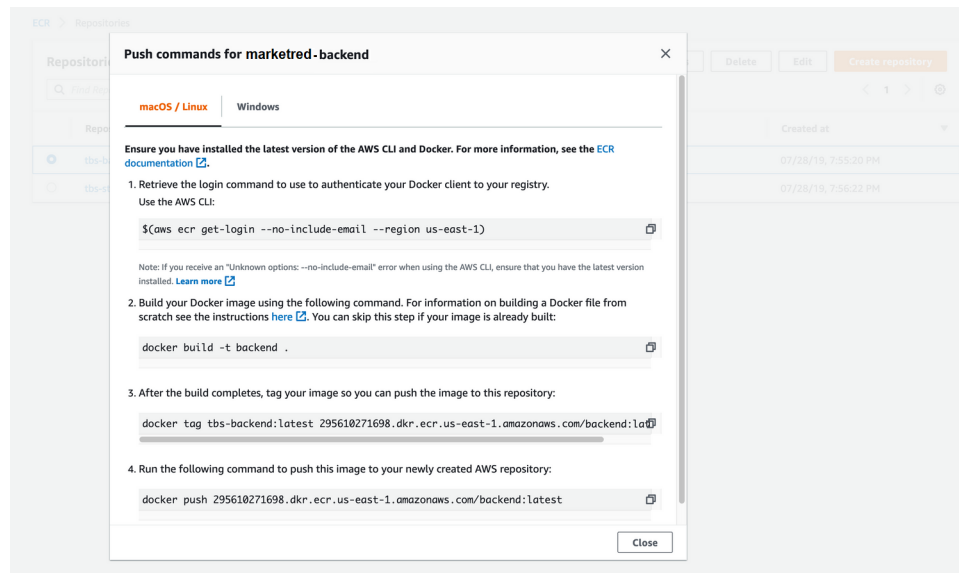 ECR > Repositories
Push commands for marketred-backend
Repositori
Delete
Edit
Create repository
Find
1
macOS / Linux
Windows
Repo
Created at
Ensure you have installed the latest version of the AWS CLI and Docker. For more information, see the ECR
documentation.
tbs-b
07/28/19, 7:55:20 PM
1. Retrieve the login command to use to authenticate your Docker client to your registry.
tbs-st
07/28/19, 7:56:22 PM
Use the AWS CLI:
$(aws ecr get-login --no-include-email --region us-east-1)
Note: If you receive an "Unknown options: --no-include-email" error when using the AWS CLI, ensure that you have the latest version
installed. Learn more
2. Build your Docker image using the following command. For information on building a Docker file from
scratch see the instructions here. You can skip this step if your image is already built:
docker build -t backend .
3. After the build completes, tag your image so you can push the image to this repository:
docker tag tbs-backend:latest 295610271698.dkr.ecr.us-east-1.amazonaws.com/backend:lat
4. Run the following command to push this image to your newly created AWS repository:
docker push 295610271698.dkr.ecr.us-east-1.amazonaws.com/backend:latest
Close